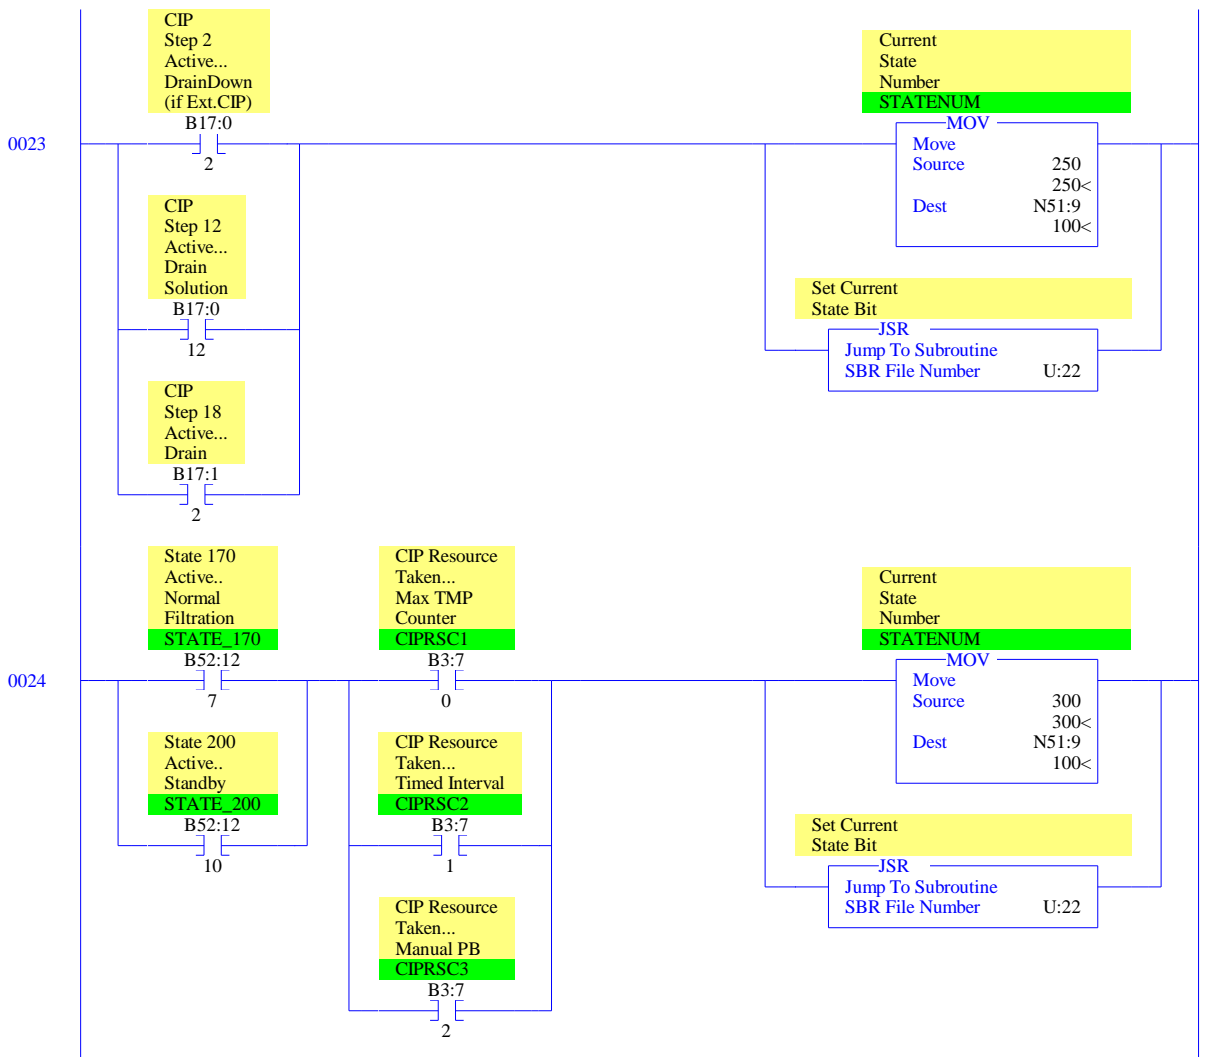 CIP
Step 2
Active...
DrainDown
(if Ext.CIP)
B17:0
2
0023
CIP
Step 12
Active...
Drain
Solution
B17:0
12
CIP
Step 18
Active...
Drain
B17:1
2
Current
State
Number
STATENUM
MOV
Move
Source 250
250<
Dest N51:9
100<
Set Current
State Bit
JSR
Jump To Subroutine
SBR File Number U:22
State 170
Active..
Normal
Filtration
STATE_170
B52:12
7
0024
State 200
Active..
Standby
STATE_200
B52:12
10
CIP Resource
Taken...
Max TMP
Counter
CIPRSC1
B3:7
0
CIP Resource
Taken...
Timed Interval
CIPRSC2
B3:7
1
CIP Resource
Taken...
Manual PB
CIPRSC3
B3:7
2
Current
State
Number
STATENUM
MOV
Move
Source 300
300<
Dest N51:9
100<
Set Current
State Bit
JSR
Jump To Subroutine
SBR File Number U:22